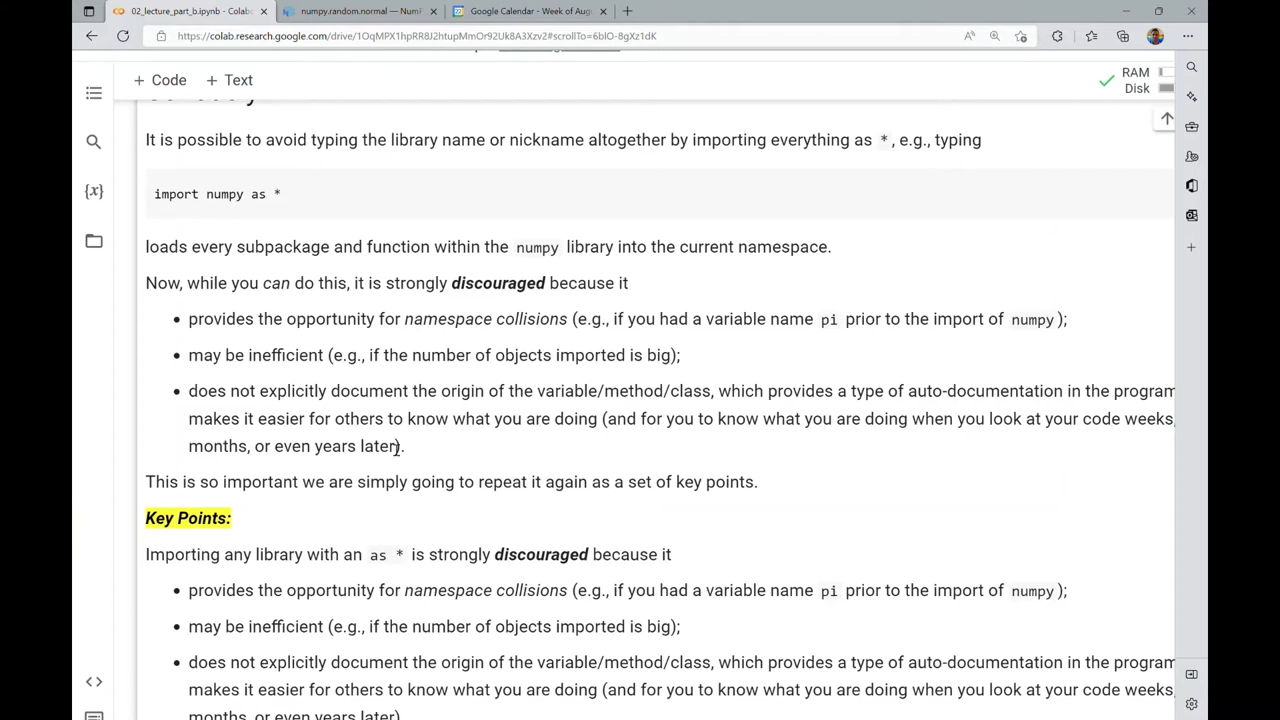 02_lecture_part_b.ipynb - Colabo
numpy.random.normal — NumP
Google Calendar - Week of Aug
https://colab.research.google.com/drive/1OqMPX1hpRR8J2htupMmOr92Uk8A3Xzv2#scrollTo=6bIO-8gXz1dK
+ Code + Text
RAM
Disk
It is possible to avoid typing the library name or nickname altogether by importing everything as *, e.g., typing
import numpy as *
loads every subpackage and function within the numpy library into the current namespace.
Now, while you can do this, it is strongly discouraged because it
• provides the opportunity for namespace collisions (e.g., if you had a variable name pi prior to the import of numpy);
• may be inefficient (e.g., if the number of objects imported is big);
• does not explicitly document the origin of the variable/method/class, which provides a type of auto-documentation in the program
makes it easier for others to know what you are doing (and for you to know what you are doing when you look at your code weeks,
months, or even years later).
This is so important we are simply going to repeat it again as a set of key points.
Key Points:
Importing any library with an as * is strongly discouraged because it
• provides the opportunity for namespace collisions (e.g., if you had a variable name pi prior to the import of numpy);
• may be inefficient (e.g., if the number of objects imported is big);
• does not explicitly document the origin of the variable/method/class, which provides a type of auto-documentation in the program
makes it easier for others to know what you are doing (and for you to know what you are doing when you look at your code weeks,
months, or even years later)